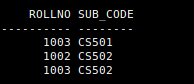 ROLLNO SUB_CODE
---------- --------
1003 CS501
1002 CS502
1003 CS502